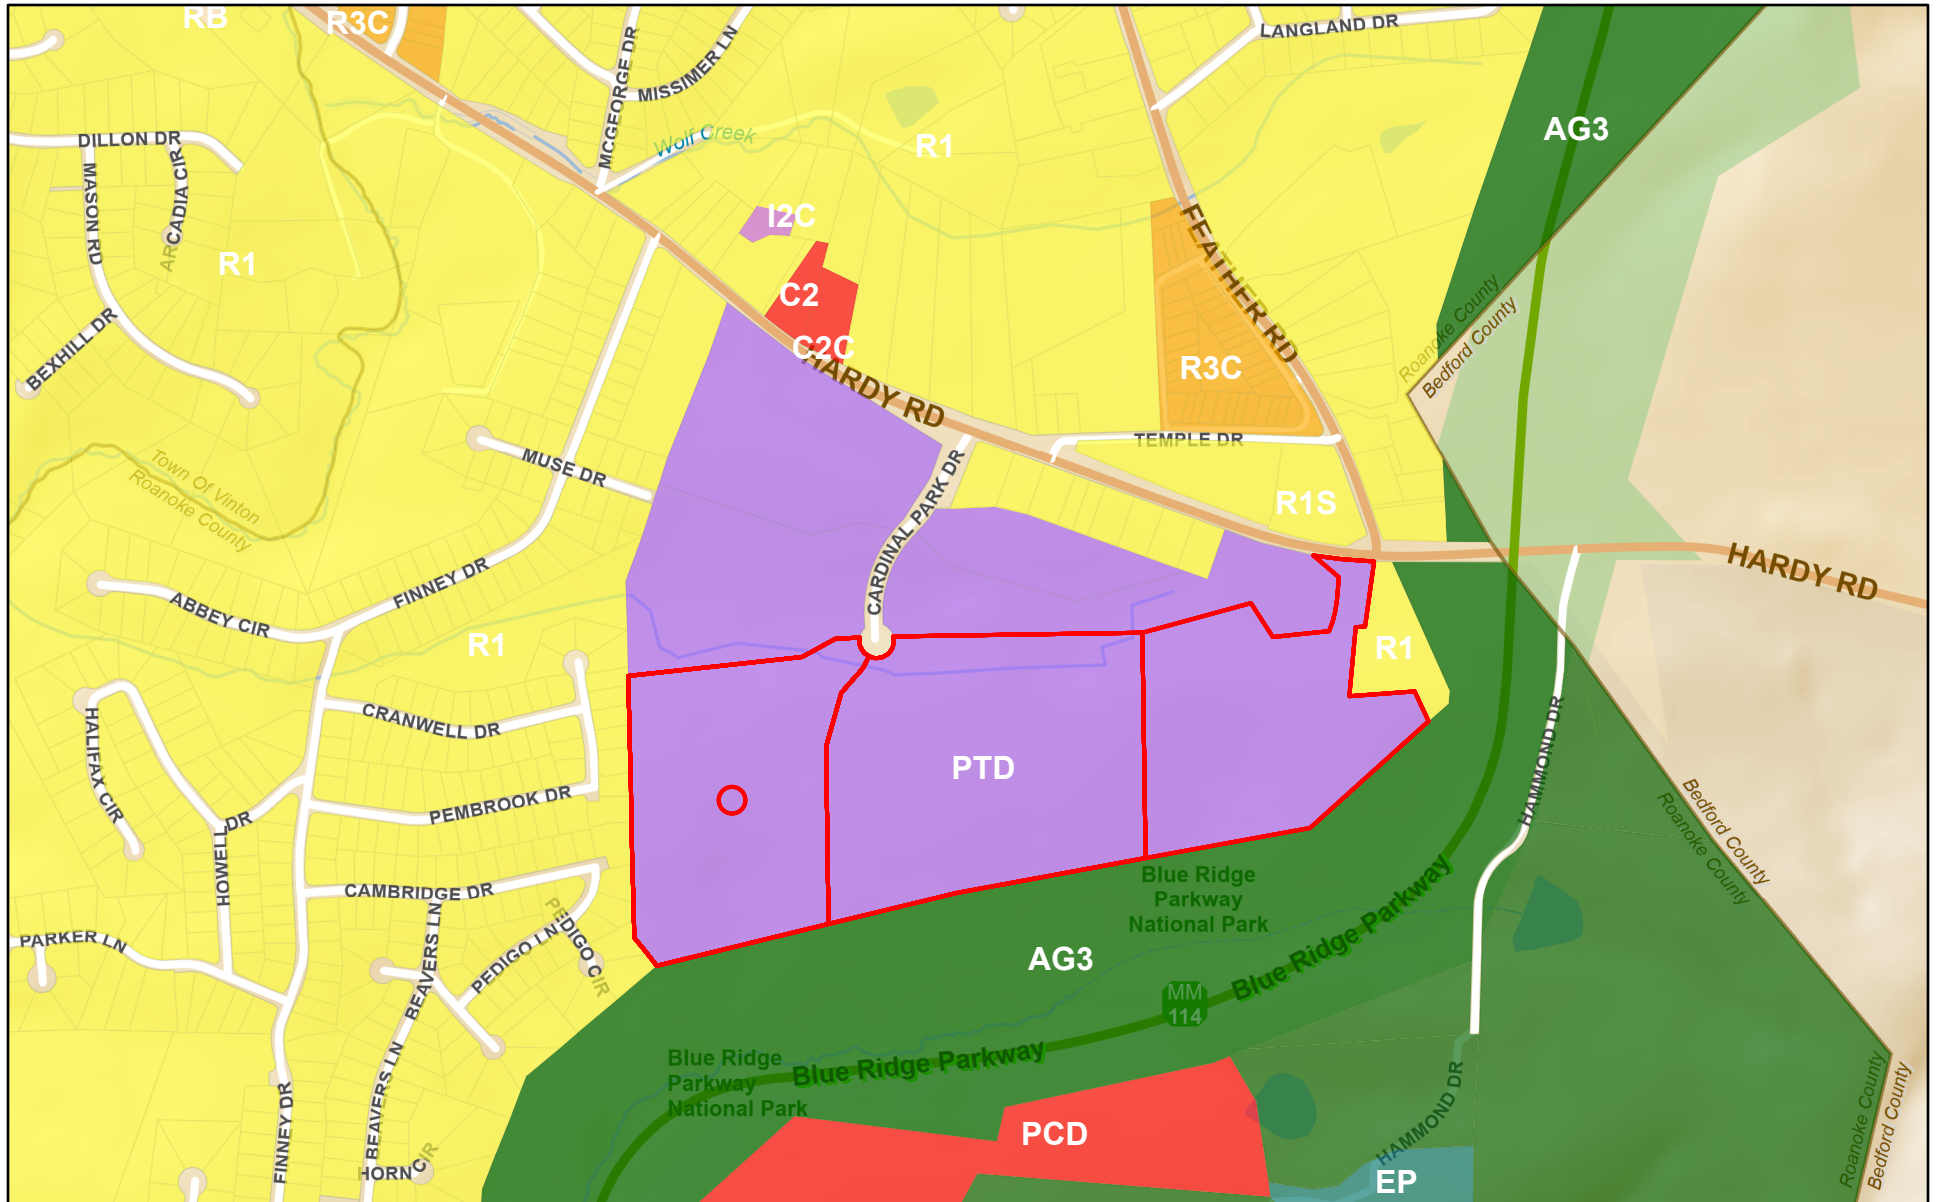 RB
R3C
MCGEORGE DR
MISSIMER LN
LANGLAND DR
AG3
DILLON DR
MASON RD
ARCADIA CIR
Wolf Creek
R1
I2C
R1
C2
C2C
HARDY RD
FEATHER RD
R3C
Roanoke County
Bedford County
BEXHILL DR
TEMPLE DR
MUSE DR
Town Of Vinton
Roanoke County
CARDINAL PARK DR
R1S
HARDY RD
FINNEY DR
ABBEY CIR
R1
R1
HALIFAX CIR
CRANWELL DR
PTD
HAMMOND DR
PEMBROOK DR
HOWELL DR
Bedford County
Roanoke County
CAMBRIDGE DR
PARKER LN
BEAVERS LN
PEDIGO LN
PEDIGO CIR
Blue Ridge
Parkway
National Park
AG3
Blue Ridge Parkway
MM
114
Blue Ridge
Parkway
National Park
Blue Ridge Parkway
FINNEY DR
BEAVERS LN
HORN CIR
PCD
HAMMOND DR
EP
Roanoke County
Bedford County